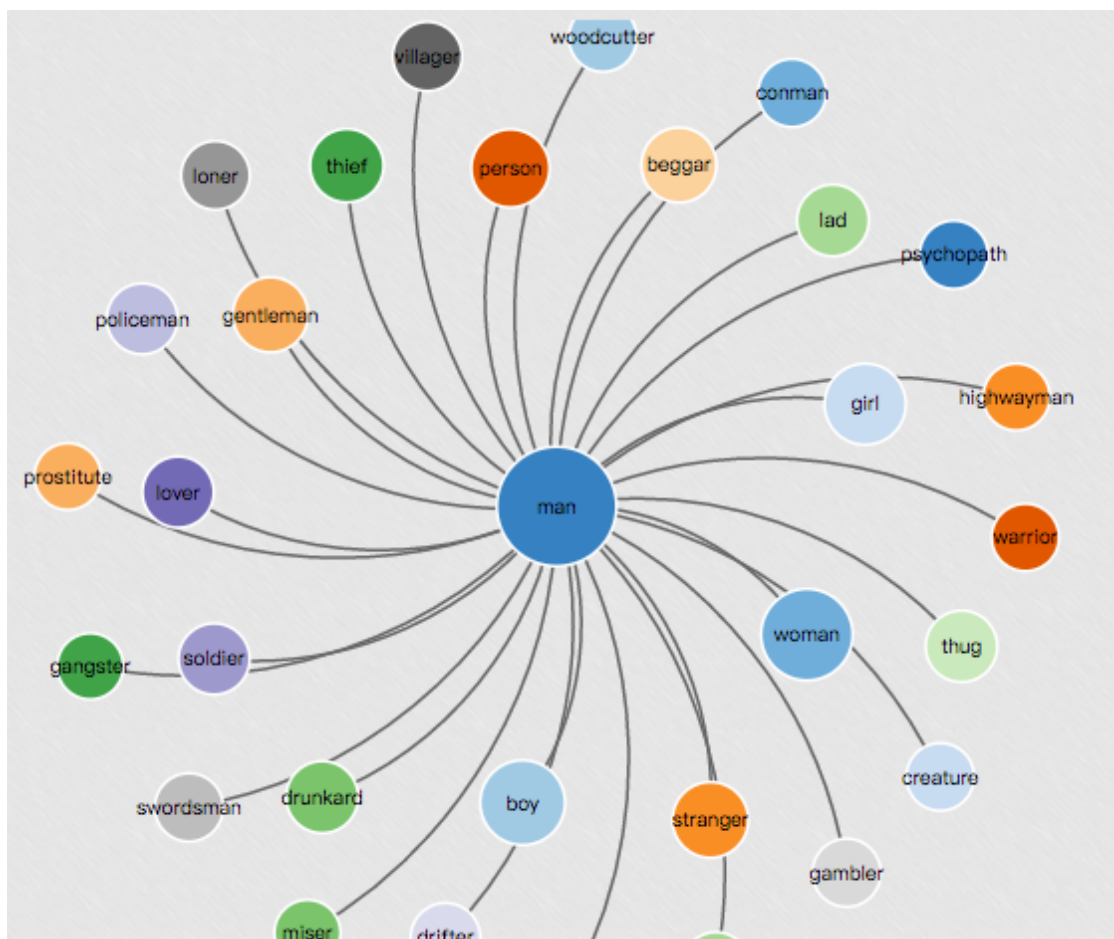 woodcutter
villager
conman
thief
person
beggar
loner
lad
psychopath
policeman
gentleman
girl
highwayman
prostitute
lover
man
warrior
woman
thug
gangster
soldier
creature
swordsman
drunkard
boy
stranger
gambler
miser
drifter